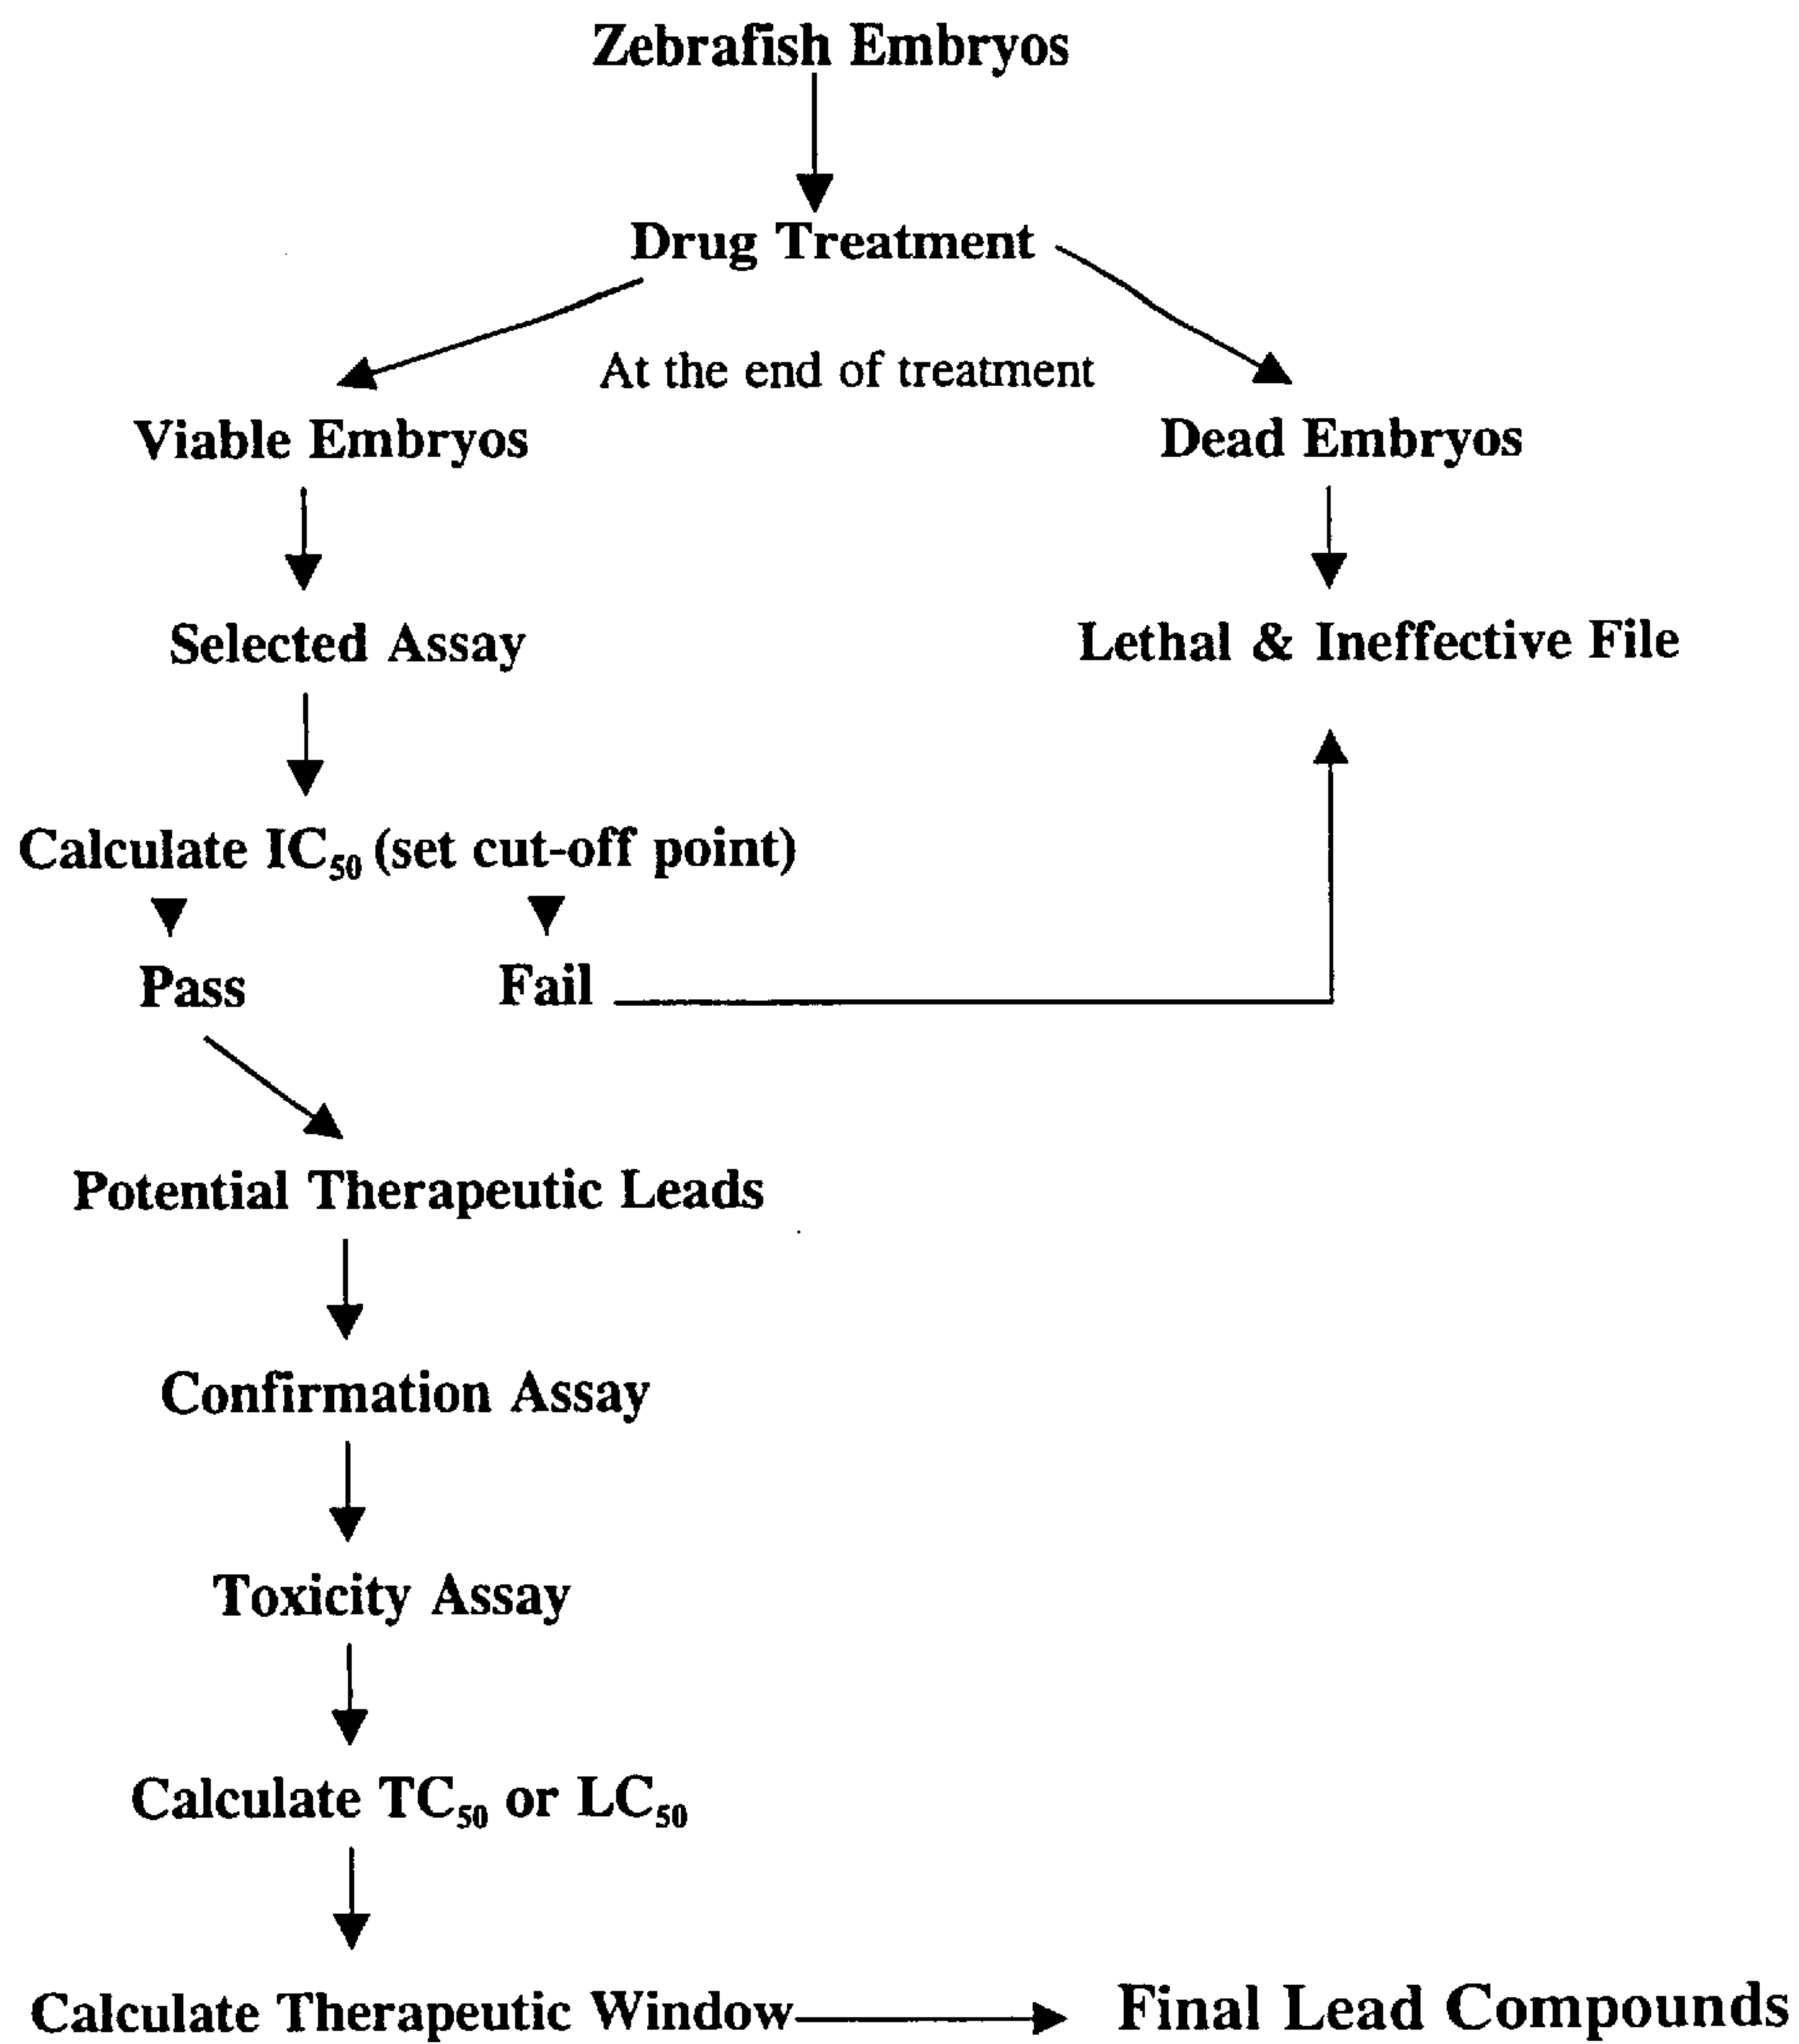 Zebrafish Embryos
Drug Treatment
At the end of treatment
Viable Embryos
Dead Embryos
Selected Assay
Lethal & Ineffective File
Calculate IC50 (set cut-off point)
Pass
Fail
Potential Therapeutic Leads
Confirmation Assay
Toxicity Assay
Calculate TC50 or LC50
Calculate Therapeutic Window
Final Lead Compounds